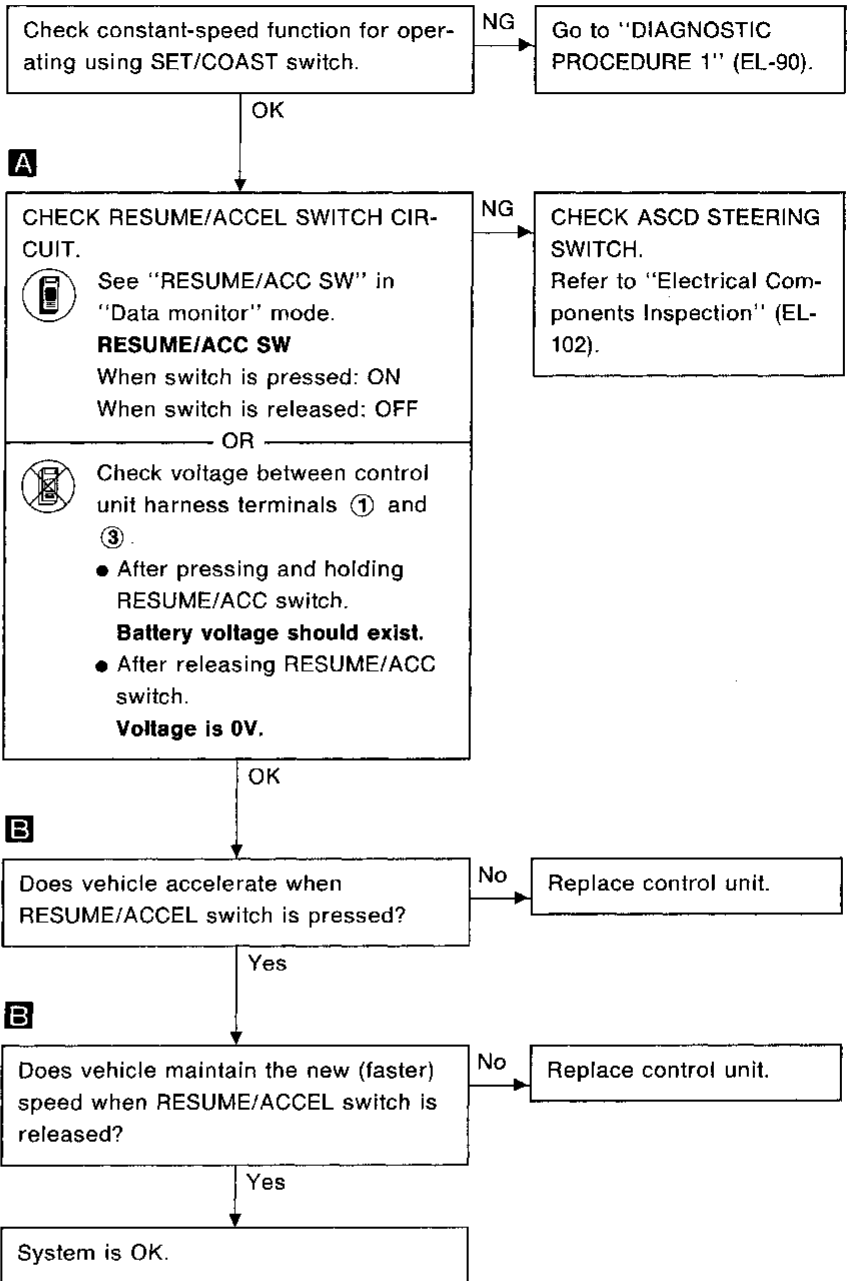 Check constant-speed function for oper-
ating using SET/COAST switch.
NG
Go to "DIAGNOSTIC
PROCEDURE 1" (EL-90).
OK
A
CHECK RESUME/ACCEL SWITCH CIR-
CUIT.
See "RESUME/ACC SW" in
"Data monitor" mode.
RESUME/ACC SW
When switch is pressed: ON
When switch is released: OFF
OR
Check voltage between control
unit harness terminals ① and
③.
● After pressing and holding
RESUME/ACC switch.
Battery voltage should exist.
● After releasing RESUME/ACC
switch.
Voltage is 0V.
NG
CHECK ASCD STEERING
SWITCH.
Refer to "Electrical Com-
ponents Inspection" (EL-
102).
OK
B
Does vehicle accelerate when
RESUME/ACCEL switch is pressed?
No
Replace control unit.
Yes
B
Does vehicle maintain the new (faster)
speed when RESUME/ACCEL switch is
released?
No
Replace control unit.
Yes
System is OK.